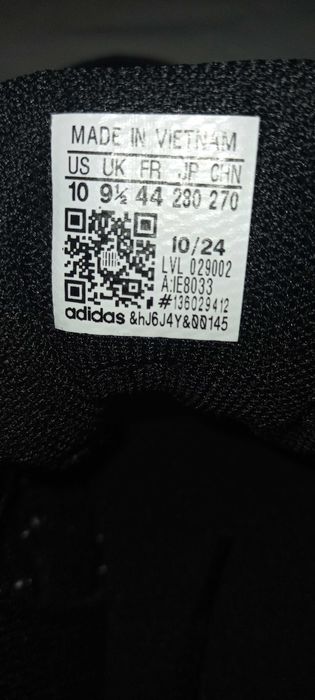 MADE IN VIETNAM
US UK FR JP CHN
10 9½ 44 280 270
10/24
LVL 029002
A:IE8033
#136029412
adidas &hJ6J4Y&00145